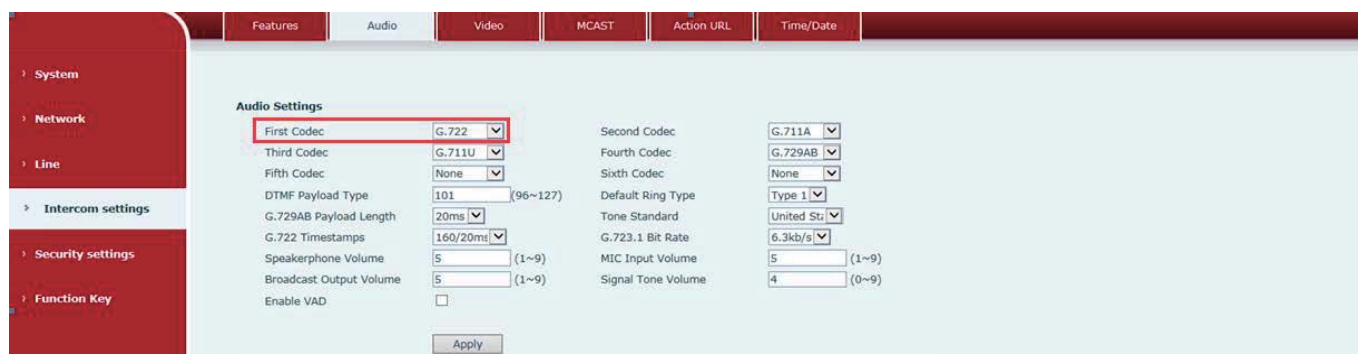 Features Audio Video MCAST Action URL Time/Date
System
Network
Line
Intercom settings
Security settings
Function Key
Audio Settings
First Codec G.722 Second Codec G.711A
Third Codec G.711U Fourth Codec G.729AB
Fifth Codec None Sixth Codec None
DTMF Payload Type 101 (96~127) Default Ring Type Type 1
G.729AB Payload Length 20ms Tone Standard United Sta
G.722 Timestamps 160/20ms G.723.1 Bit Rate 6.3kb/s
Speakerphone Volume 5 (1~9) MIC Input Volume 5 (1~9)
Broadcast Output Volume 5 (1~9) Signal Tone Volume 4 (0~9)
Enable VAD
Apply